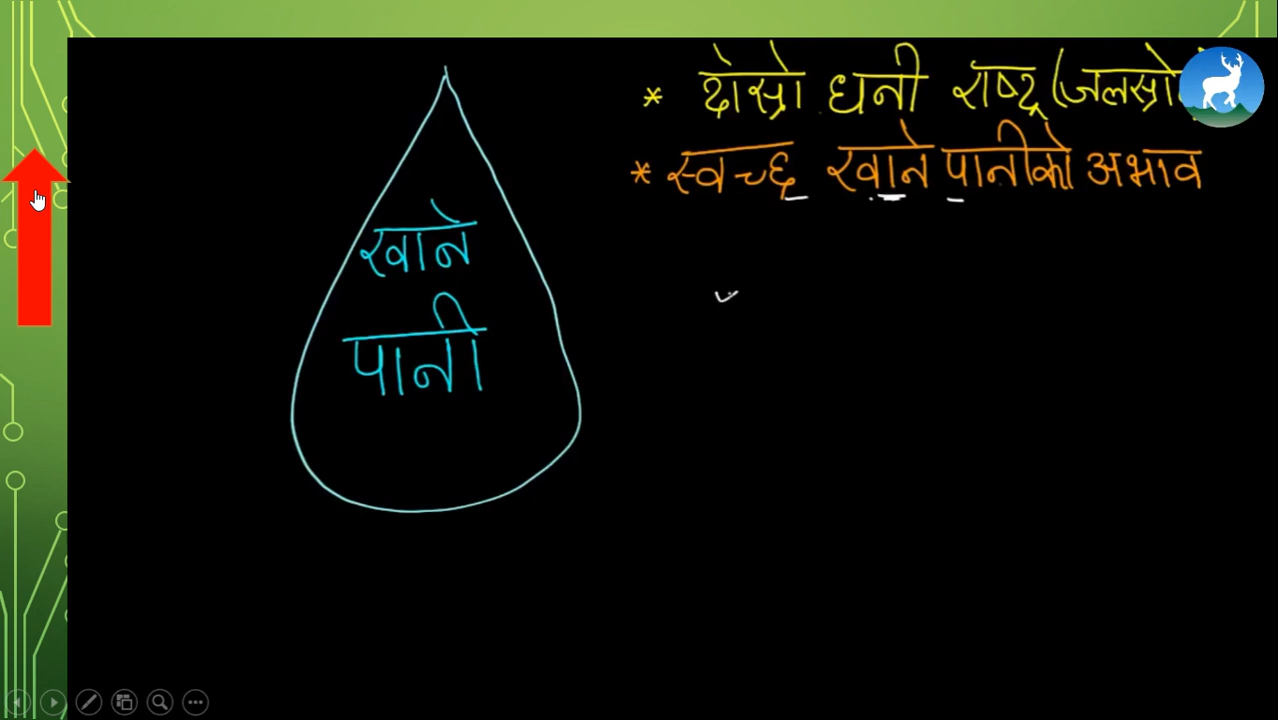 * दोस्रो धनी राष्ट्र (जलस्रो
* स्वच्छ खाने पानीको अभाव
खाने
पानी